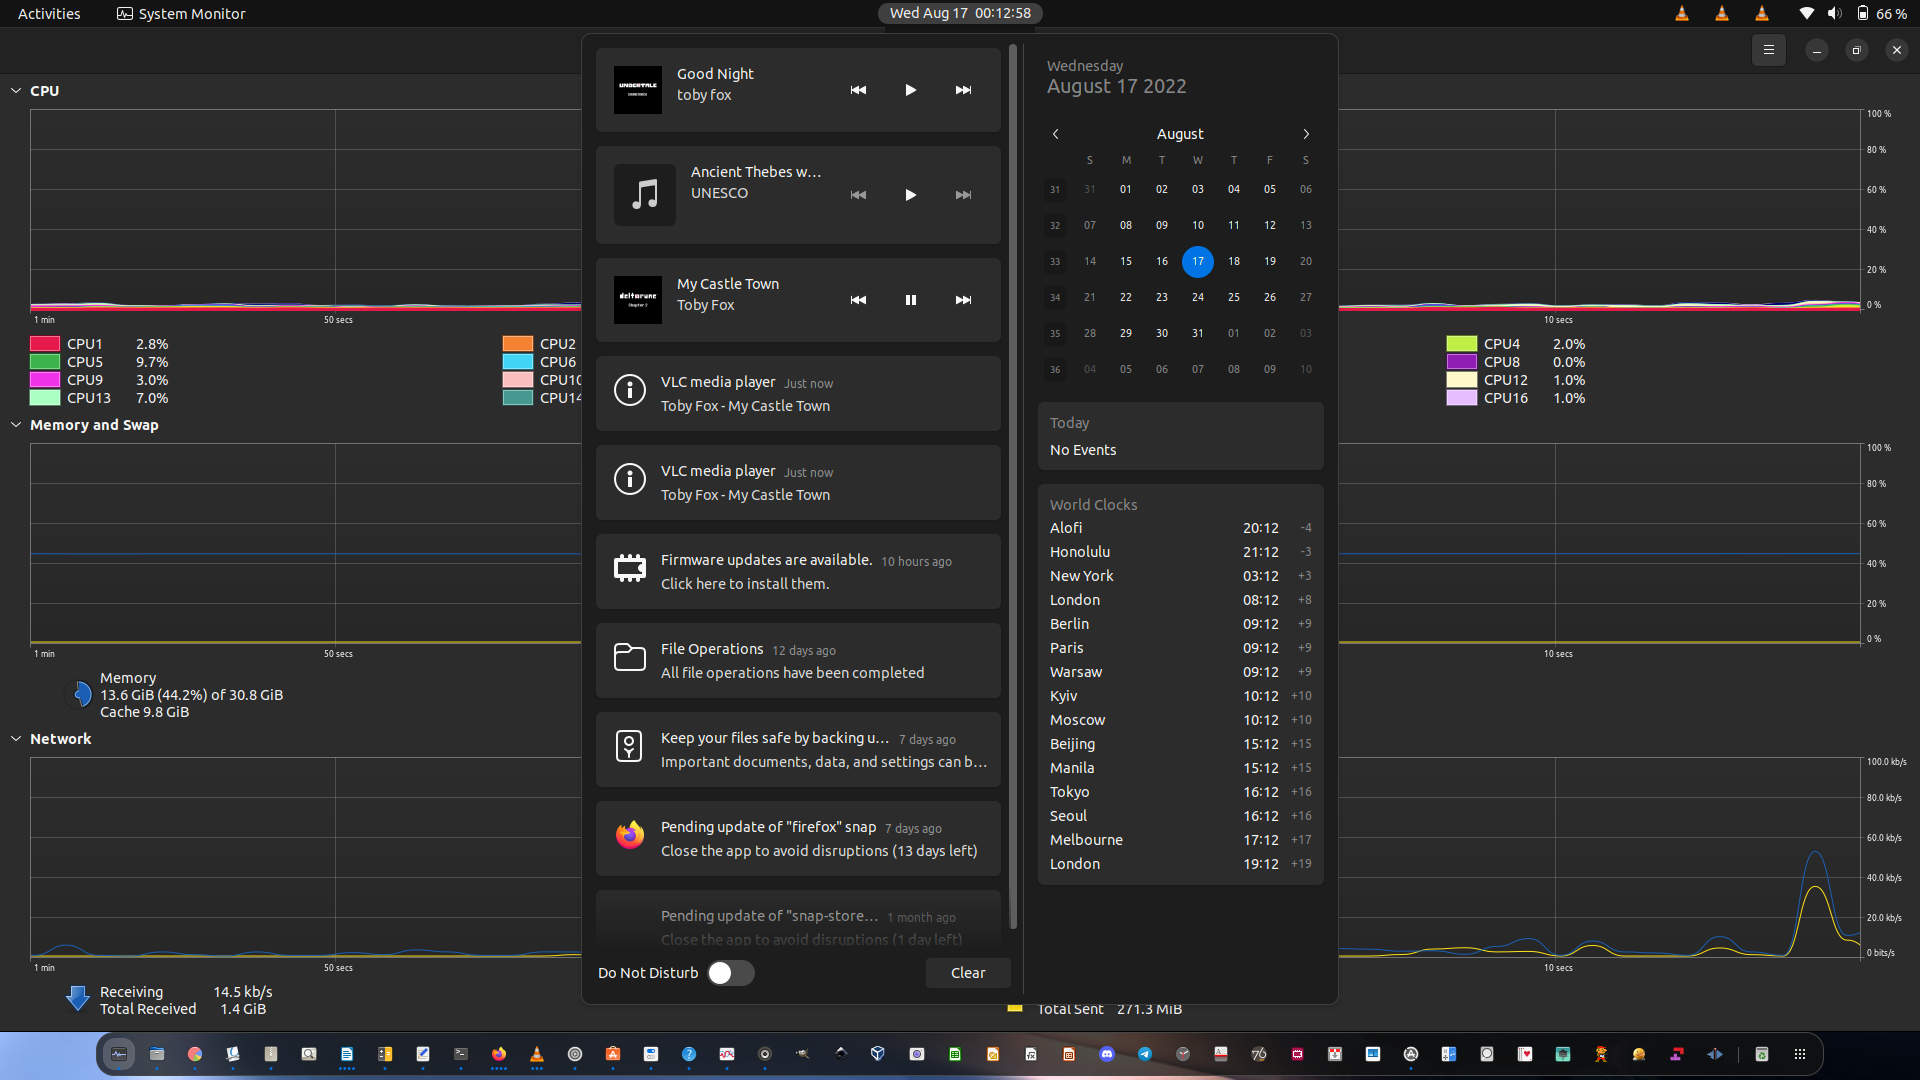 Activities
System Monitor
Wed Aug 17 00:12:58
66 %
CPU
100 %
80 %
60 %
40 %
20 %
0 %
1 min
50 secs
10 secs
CPU1 2.8%
CPU2
CPU4 2.0%
CPU5 9.7%
CPU6
CPU8 0.0%
CPU9 3.0%
CPU10
CPU12 1.0%
CPU13 7.0%
CPU14
CPU16 1.0%
Memory and Swap
100 %
80 %
60 %
40 %
20 %
0 %
1 min
50 secs
10 secs
Memory
13.6 GiB (44.2%) of 30.8 GiB
Cache 9.8 GiB
Network
100.0 kb/s
80.0 kb/s
60.0 kb/s
40.0 kb/s
20.0 kb/s
0 bits/s
1 min
50 secs
10 secs
Receiving 14.5 kb/s
Total Received 1.4 GiB
Total Sent 271.3 MiB
UNDERTALE
Good Night
toby fox
Ancient Thebes w...
UNESCO
deltarune
Chapter 2
My Castle Town
Toby Fox
VLC media player Just now
Toby Fox - My Castle Town
VLC media player Just now
Toby Fox - My Castle Town
Firmware updates are available. 10 hours ago
Click here to install them.
File Operations 12 days ago
All file operations have been completed
Keep your files safe by backing u... 7 days ago
Important documents, data, and settings can b...
Pending update of "firefox" snap 7 days ago
Close the app to avoid disruptions (13 days left)
Pending update of "snap-store... 1 month ago
Close the app to avoid disruptions (1 day left)
Do Not Disturb
Clear
Wednesday
August 17 2022
August
S M T W T F S
31 31 01 02 03 04 05 06
32 07 08 09 10 11 12 13
33 14 15 16 17 18 19 20
34 21 22 23 24 25 26 27
35 28 29 30 31 01 02 03
36 04 05 06 07 08 09 10
Today
No Events
World Clocks
Alofi 20:12 -4
Honolulu 21:12 -3
New York 03:12 +3
London 08:12 +8
Berlin 09:12 +9
Paris 09:12 +9
Warsaw 09:12 +9
Kyiv 10:12 +10
Moscow 10:12 +10
Beijing 15:12 +15
Manila 15:12 +15
Tokyo 16:12 +16
Seoul 16:12 +16
Melbourne 17:12 +17
London 19:12 +19
76